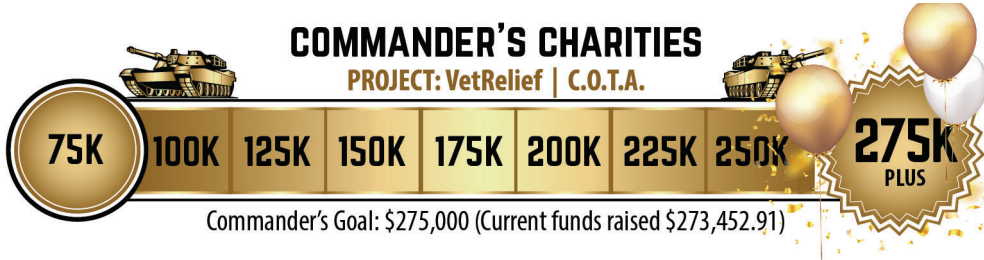 COMMANDER'S CHARITIES
PROJECT: VetRelief | C.O.T.A.
75K 100K 125K 150K 175K 200K 225K 250K 275K
PLUS
Commander's Goal: $275,000 (Current funds raised $273,452.91)